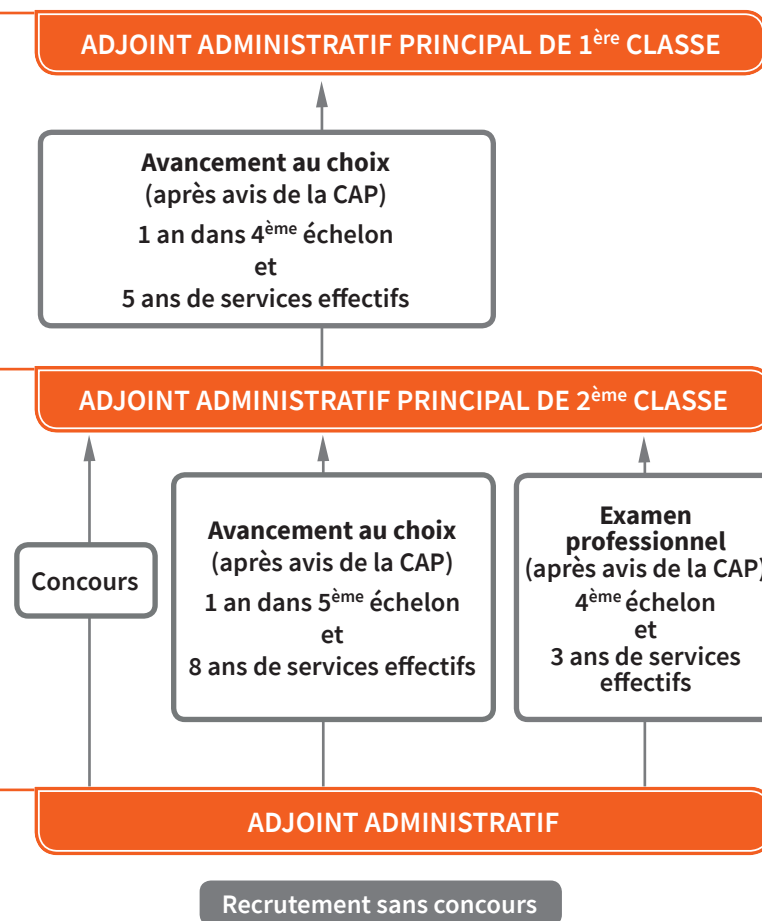 ADJOINT ADMINISTRATIF PRINCIPAL DE 1ère CLASSE
Avancement au choix
(après avis de la CAP)
1 an dans 4ème échelon
et
5 ans de services effectifs
ADJOINT ADMINISTRATIF PRINCIPAL DE 2ème CLASSE
Concours
Avancement au choix
(après avis de la CAP)
1 an dans 5ème échelon
et
8 ans de services effectifs
Examen
professionnel
(après avis de la CAP)
4ème échelon
et
3 ans de services
effectifs
ADJOINT ADMINISTRATIF
Recrutement sans concours